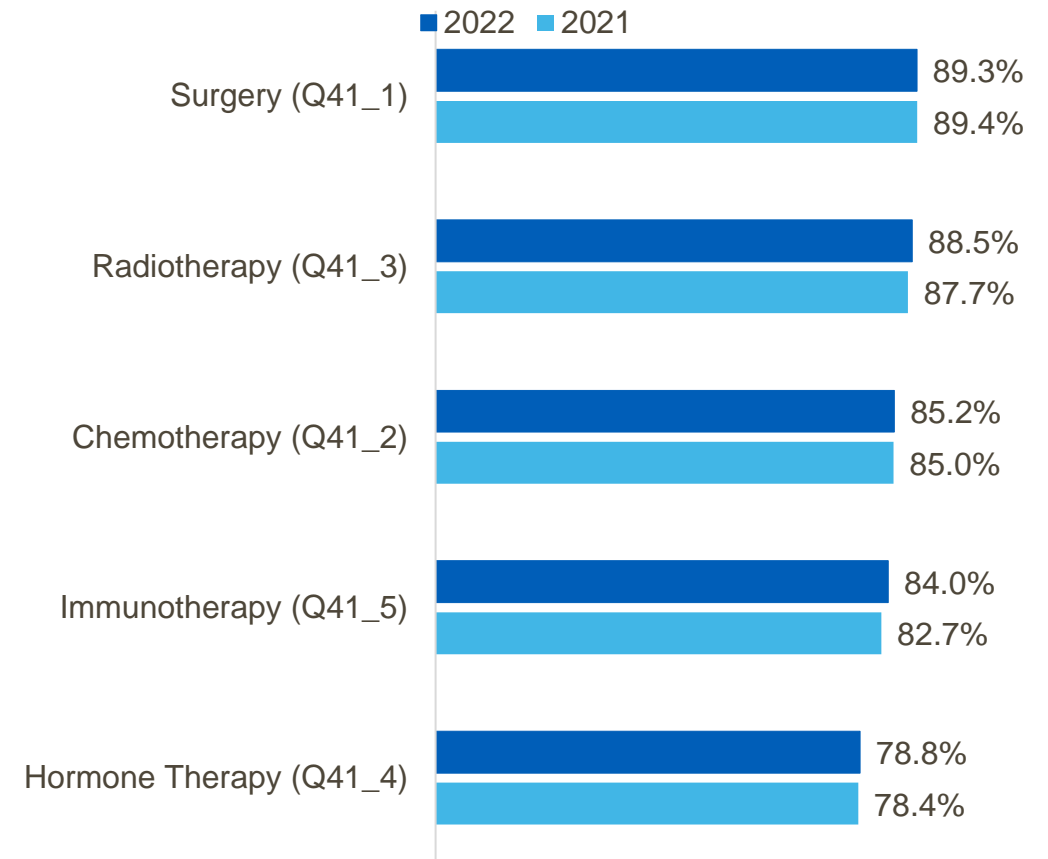 2022 2021
Surgery (Q41_1)
89.3%
89.4%
Radiotherapy (Q41_3)
88.5%
87.7%
Chemotherapy (Q41_2)
85.2%
85.0%
Immunotherapy (Q41_5)
84.0%
82.7%
Hormone Therapy (Q41_4)
78.8%
78.4%